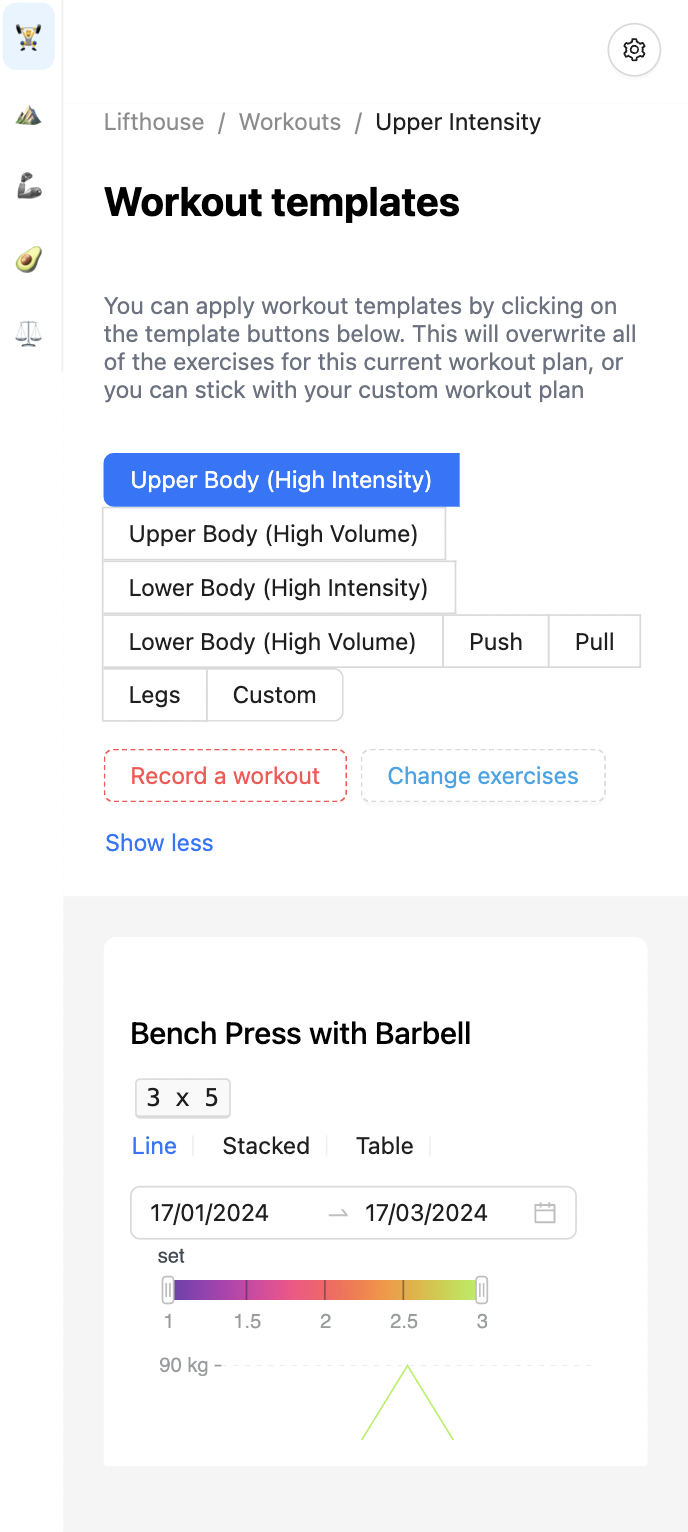 Lifthouse / Workouts / Upper Intensity
Workout templates
You can apply workout templates by clicking on
the template buttons below. This will overwrite all
of the exercises for this current workout plan, or
you can stick with your custom workout plan
Upper Body (High Intensity)
Upper Body (High Volume)
Lower Body (High Intensity)
Lower Body (High Volume) Push Pull
Legs Custom
Record a workout Change exercises
Show less
Bench Press with Barbell
3 x 5
Line Stacked Table
17/01/2024 17/03/2024
set
1 1.5 2 2.5 3
90 kg